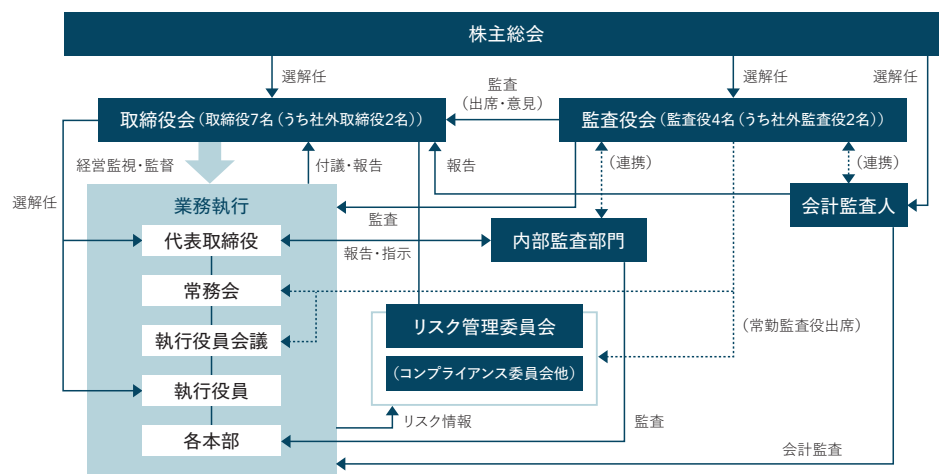 株主総会
選解任
選解任
選解任
監査
（出席・意見）
取締役会（取締役7名（うち社外取締役2名））
監査役会（監査役4名（うち社外監査役2名））
経営監視・監督
付議・報告
報告
（連携）
（連携）
選解任
業務執行
監査
会計監査人
代表取締役
報告・指示
内部監査部門
常務会
リスク管理委員会
（常勤監査役出席）
執行役員会議
（コンプライアンス委員会他）
執行役員
リスク情報
監査
各本部
会計監査